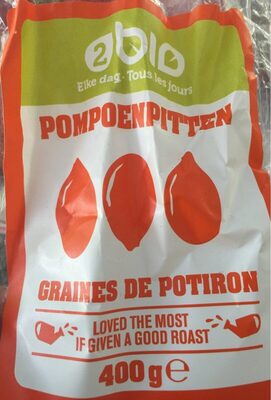 2bio
Elke dag · Tous les jours
POMPOENPITTEN
GRAINES DE POTIRON
LOVED THE MOST
IF GIVEN A GOOD ROAST
400g℮